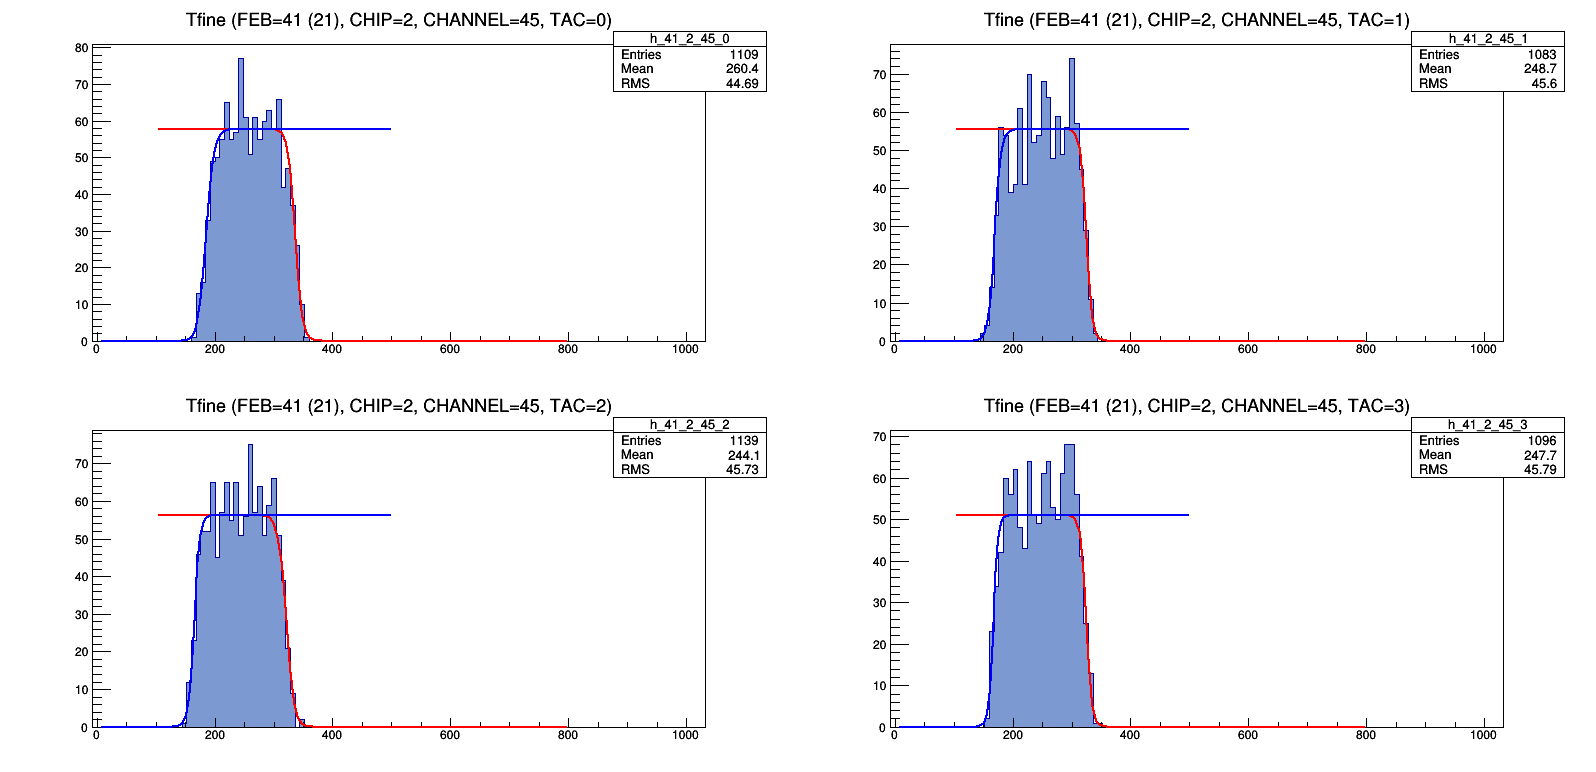 Tfine (FEB=41 (21), CHIP=2, CHANNEL=45, TAC=0)
h_41_2_45_0
Entries 1109
Mean 260.4
RMS 44.69
80
70
60
50
40
30
20
10
0
0 200 400 600 800 1000
Tfine (FEB=41 (21), CHIP=2, CHANNEL=45, TAC=1)
h_41_2_45_1
Entries 1083
Mean 248.7
RMS 45.6
70
60
50
40
30
20
10
0
0 200 400 600 800 1000
Tfine (FEB=41 (21), CHIP=2, CHANNEL=45, TAC=2)
h_41_2_45_2
Entries 1139
Mean 244.1
RMS 45.73
70
60
50
40
30
20
10
0
0 200 400 600 800 1000
Tfine (FEB=41 (21), CHIP=2, CHANNEL=45, TAC=3)
h_41_2_45_3
Entries 1096
Mean 247.7
RMS 45.79
70
60
50
40
30
20
10
0
0 200 400 600 800 1000